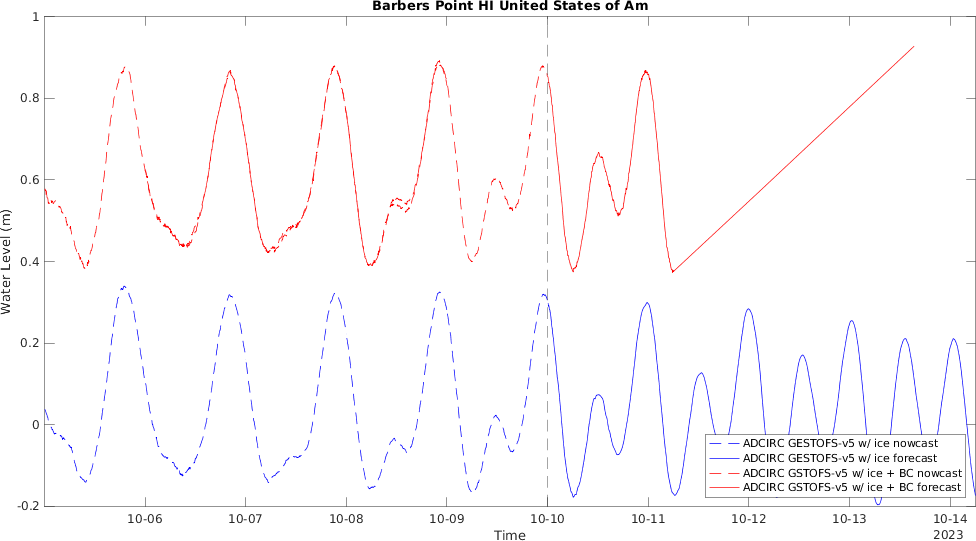 Barbers Point HI United States of Am
1
0.8
0.6
0.4
0.2
0
-0.2
Water Level (m)
ADCIRC GESTOFS-v5 w/ ice nowcast
ADCIRC GESTOFS-v5 w/ ice forecast
ADCIRC GSTOFS-v5 w/ ice + BC nowcast
ADCIRC GSTOFS-v5 w/ ice + BC forecast
10-06 10-07 10-08 10-09 10-10 10-11 10-12 10-13 10-14
Time
2023